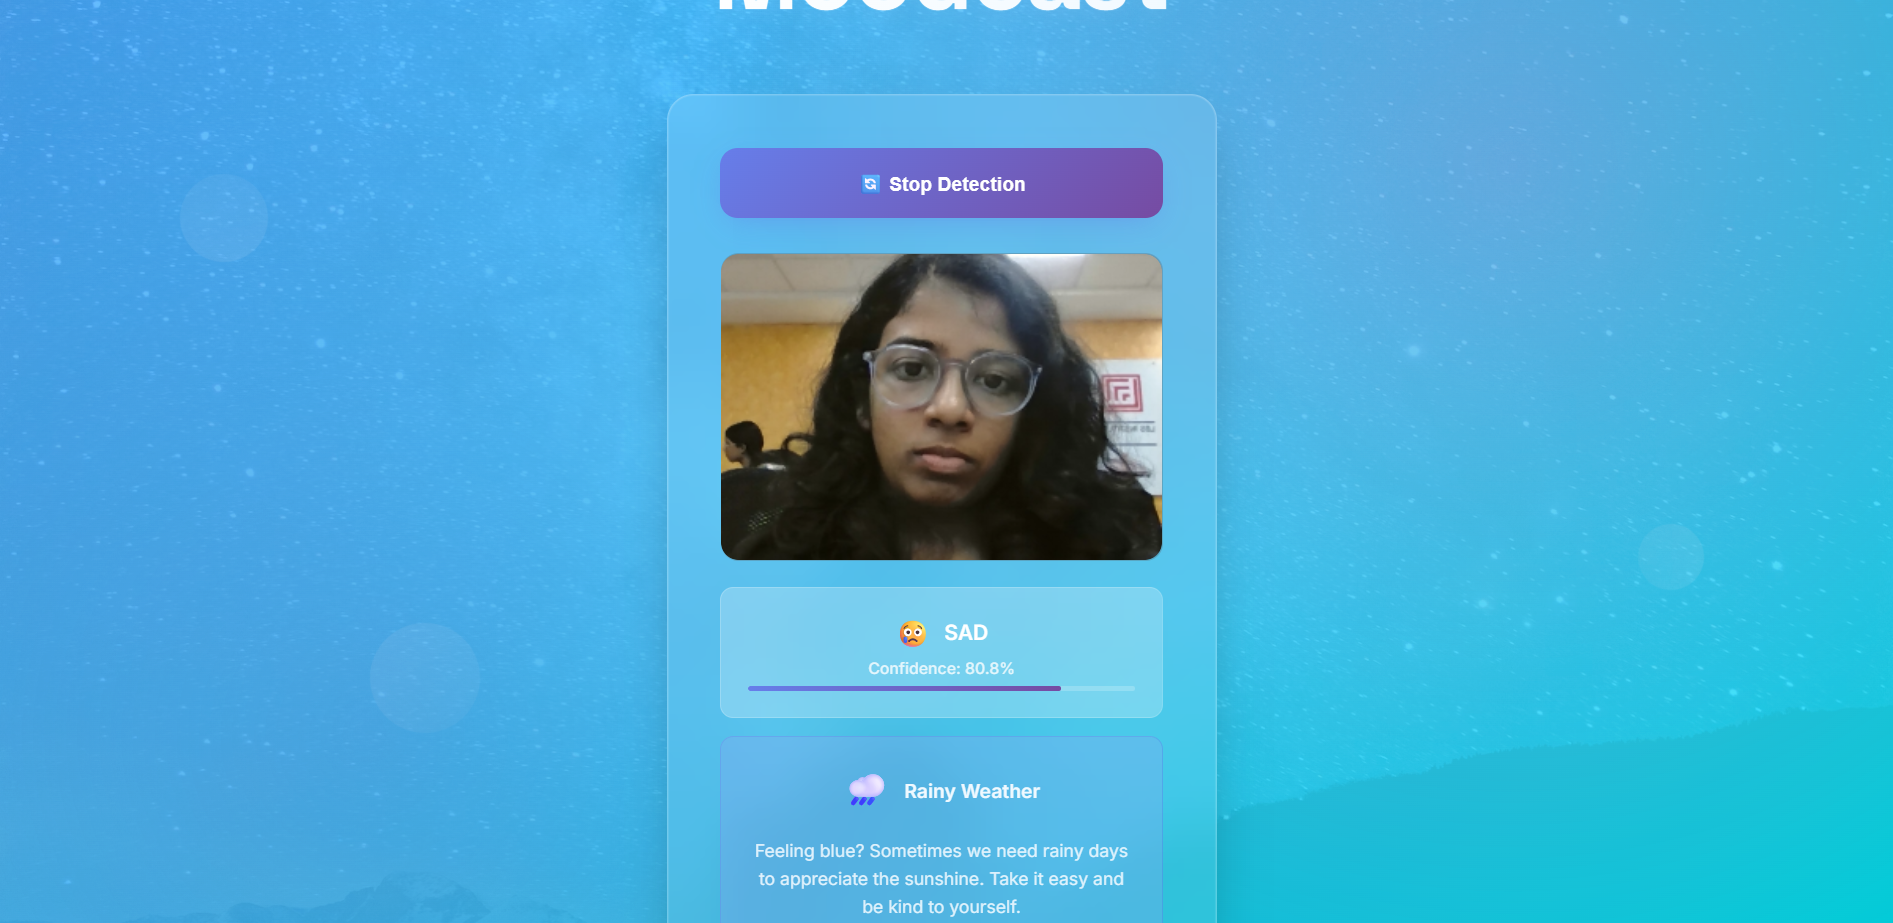 Moodcast
Stop Detection
SAD
Confidence: 80.8%
Rainy Weather
Feeling blue? Sometimes we need rainy days
to appreciate the sunshine. Take it easy and
be kind to yourself.